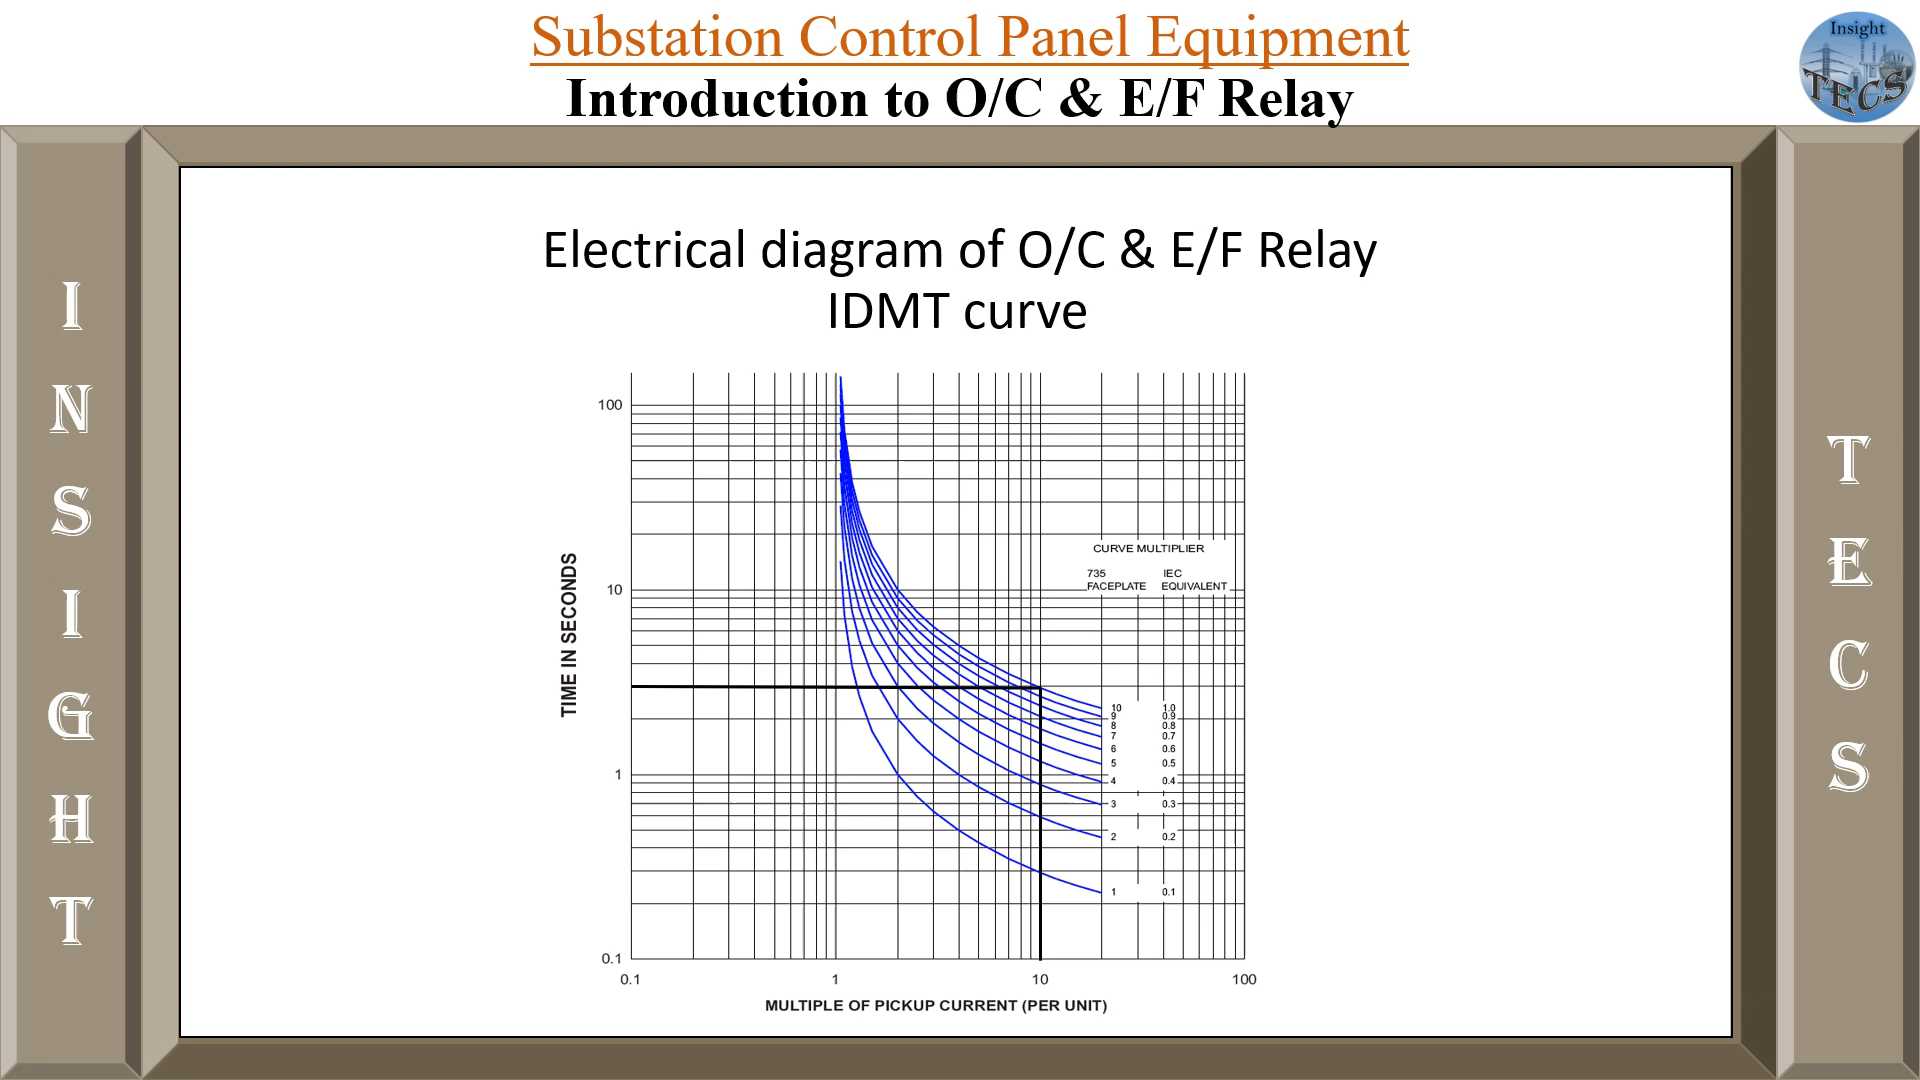 Substation Control Panel Equipment
Introduction to O/C & E/F Relay
Insight
TECS
INSIGHT
TECS
Electrical diagram of O/C & E/F Relay
IDMT curve
TIME IN SECONDS
100
10
1
0.1
CURVE MULTIPLIER
735 IEC
FACEPLATE EQUIVALENT
10 1.0
9 0.9
8 0.8
7 0.7
6 0.6
5 0.5
4 0.4
3 0.3
2 0.2
1 0.1
0.1 1 10 100
MULTIPLE OF PICKUP CURRENT (PER UNIT)